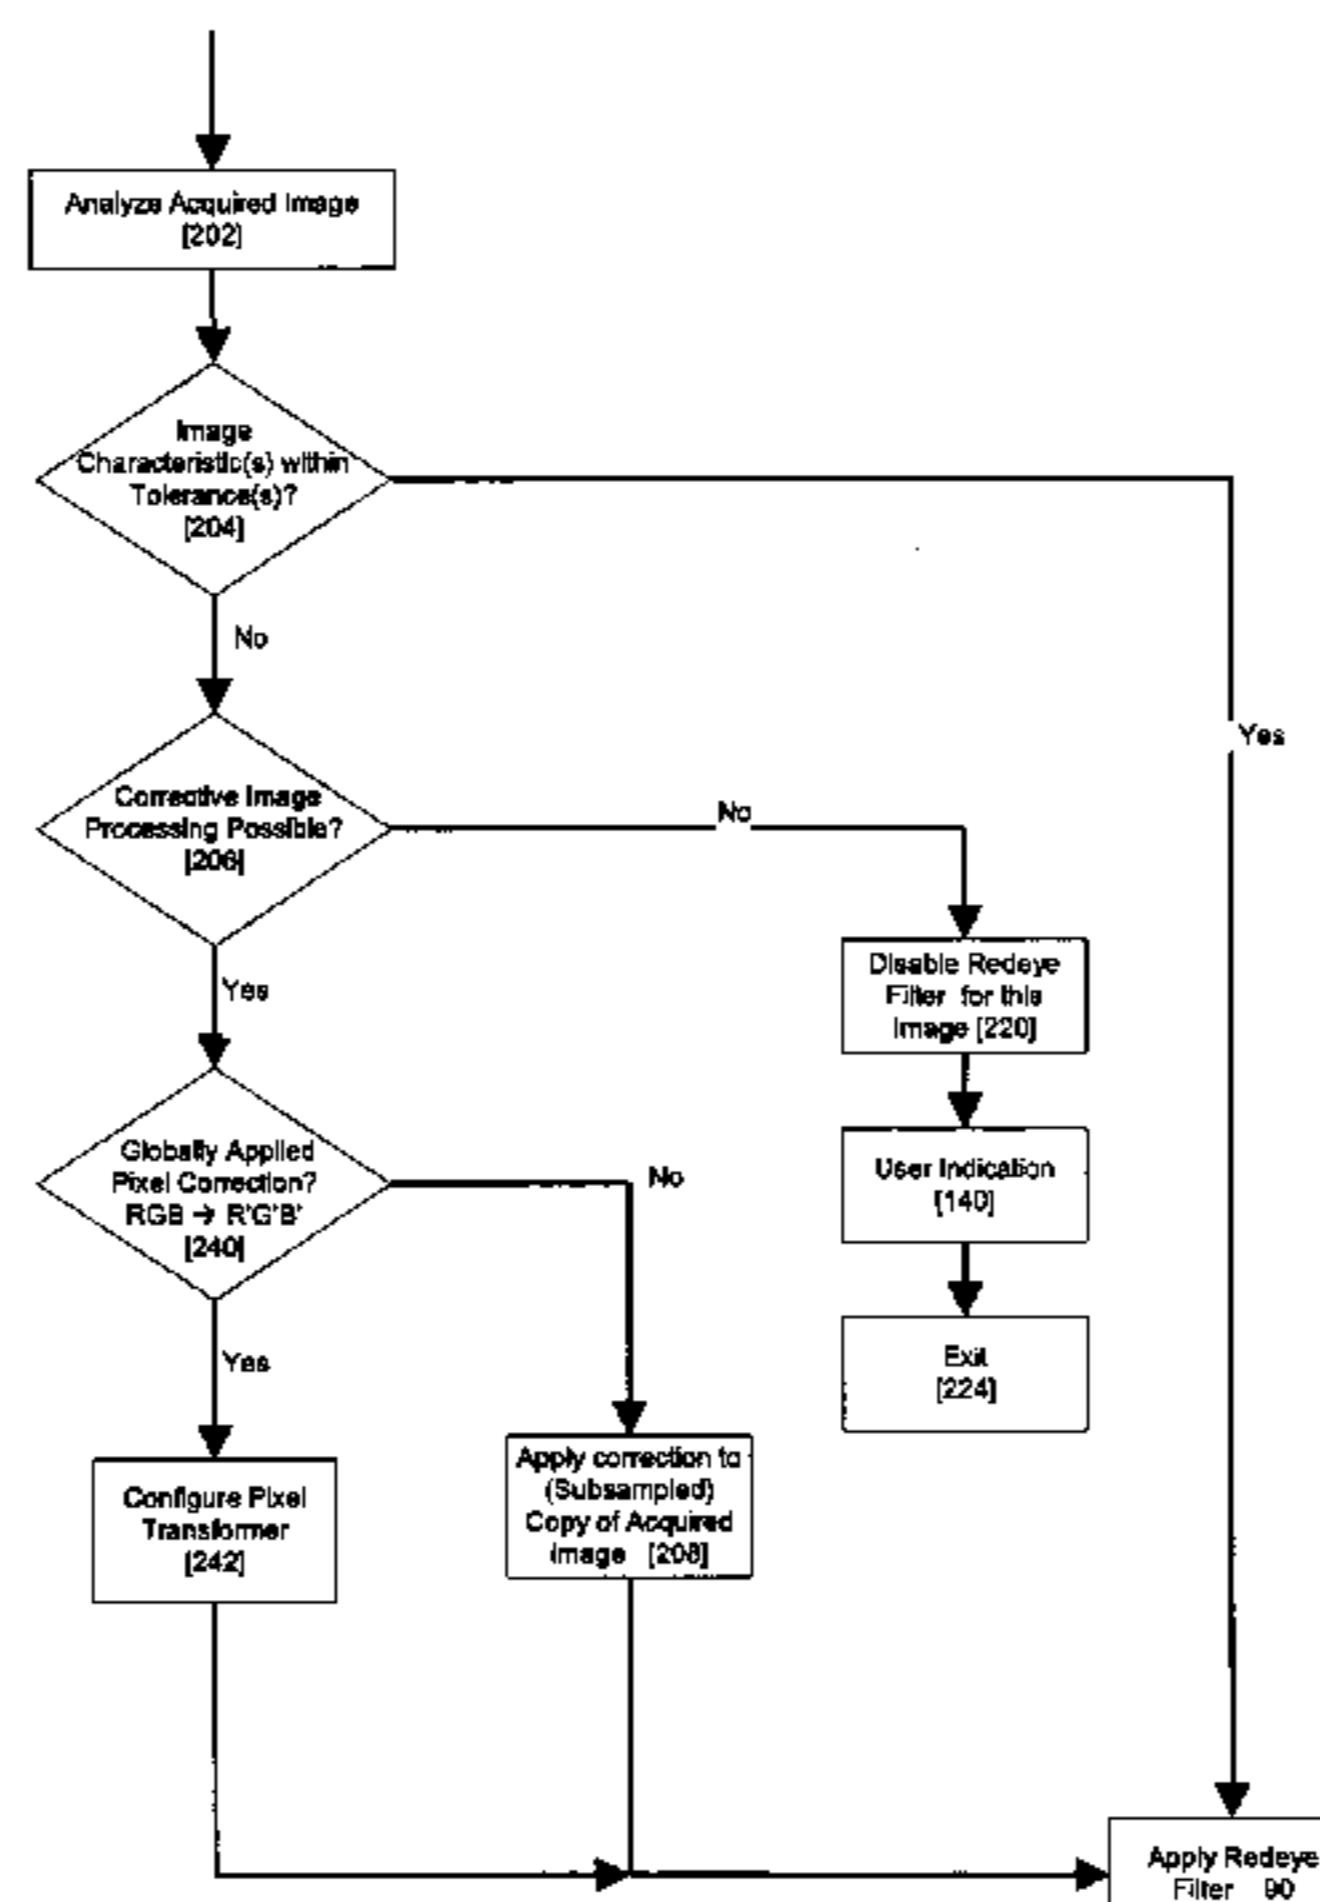 Analyze Acquired Image
[202]
Image
Characteristic(s) within
Tolerance(s)?
[204]
No
Yes
Corrective Image
Processing Possible?
[206]
No
Disable Redeye
Filter for this
Image [220]
Yes
User Indication
[140]
Globally Applied
Pixel Correction?
RGB → R'G'B'
[240]
No
Exit
[224]
Yes
Apply correction to
(Subsampled)
Copy of Acquired
Image [208]
Configure Pixel
Transformer
[242]
Apply Redeye
Filter 90